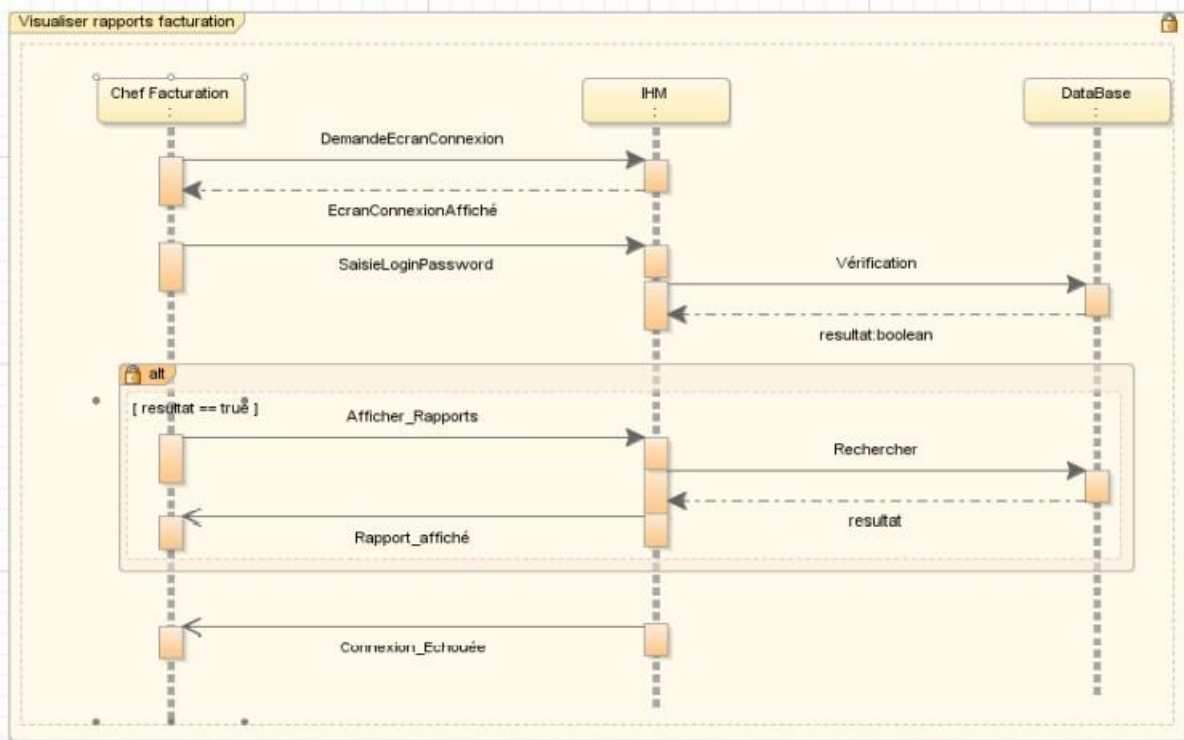 Visualiser rapports facturation
Chef Facturation
:
IHM
:
DataBase
:
DemandeEcranConnexion
EcranConnexionAffiché
SaisieLoginPassword
Vérification
resultat:boolean
alt
[ resultat == true ]
Afficher_Rapports
Rechercher
resultat
Rapport_affiché
Connexion_Echouée